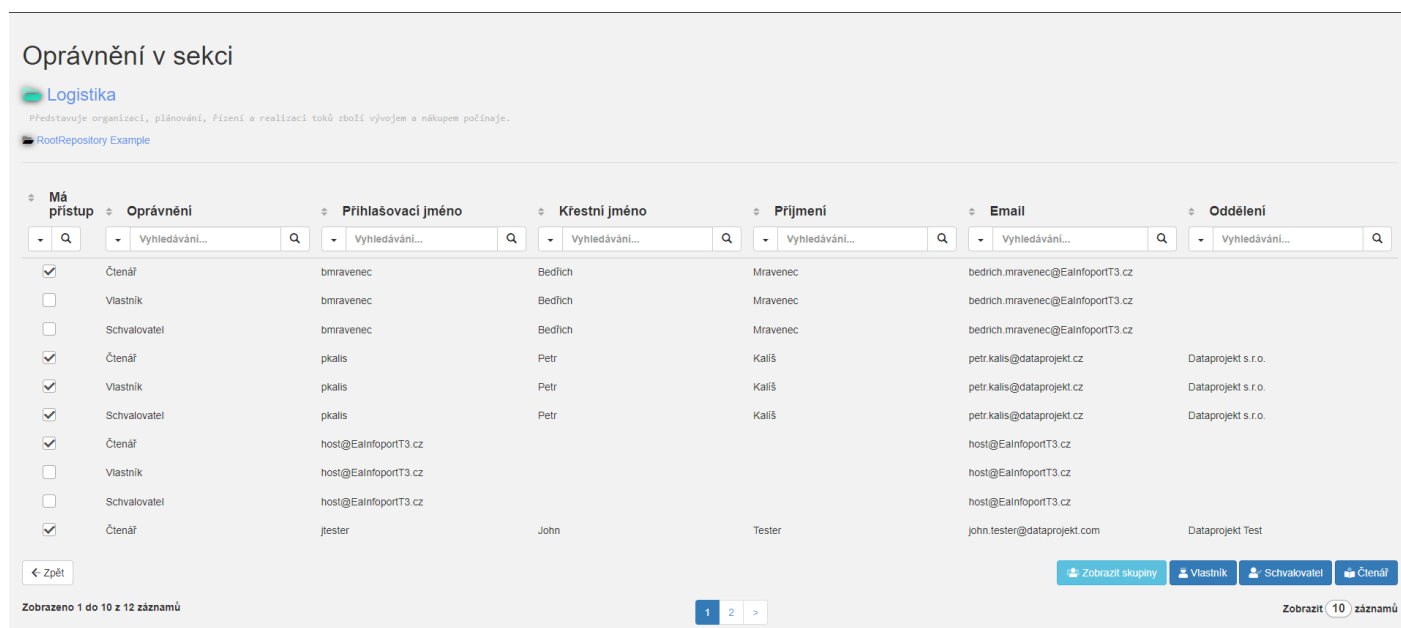 Oprávnění v sekci
Logistika
Představuje organizaci, plánování, řízení a realizaci toků zboží vývojem a nákupem počínaje.
RootRepository Example
Má přístup Oprávnění Přihlašovací jméno Křestní jméno Příjmení Email Oddělení
Vyhledávání... Vyhledávání... Vyhledávání... Vyhledávání... Vyhledávání... Vyhledávání...
Čtenář bmravenec Bedřich Mravenec bedrich.mravenec@EaInfoportT3.cz
Vlastník bmravenec Bedřich Mravenec bedrich.mravenec@EaInfoportT3.cz
Schvalovatel bmravenec Bedřich Mravenec bedrich.mravenec@EaInfoportT3.cz
Čtenář pkalis Petr Kalíš petr.kalis@dataprojekt.cz Dataprojekt s.r.o.
Vlastník pkalis Petr Kalíš petr.kalis@dataprojekt.cz Dataprojekt s.r.o.
Schvalovatel pkalis Petr Kalíš petr.kalis@dataprojekt.cz Dataprojekt s.r.o.
Čtenář host@EaInfoportT3.cz host@EaInfoportT3.cz
Vlastník host@EaInfoportT3.cz host@EaInfoportT3.cz
Schvalovatel host@EaInfoportT3.cz host@EaInfoportT3.cz
Čtenář jtester John Tester john.tester@dataprojekt.com Dataprojekt Test
Zpět Zobrazit skupiny Vlastník Schvalovatel Čtenář
Zobrazeno 1 do 10 z 12 záznamů 1 2 > Zobrazit 10 záznamů